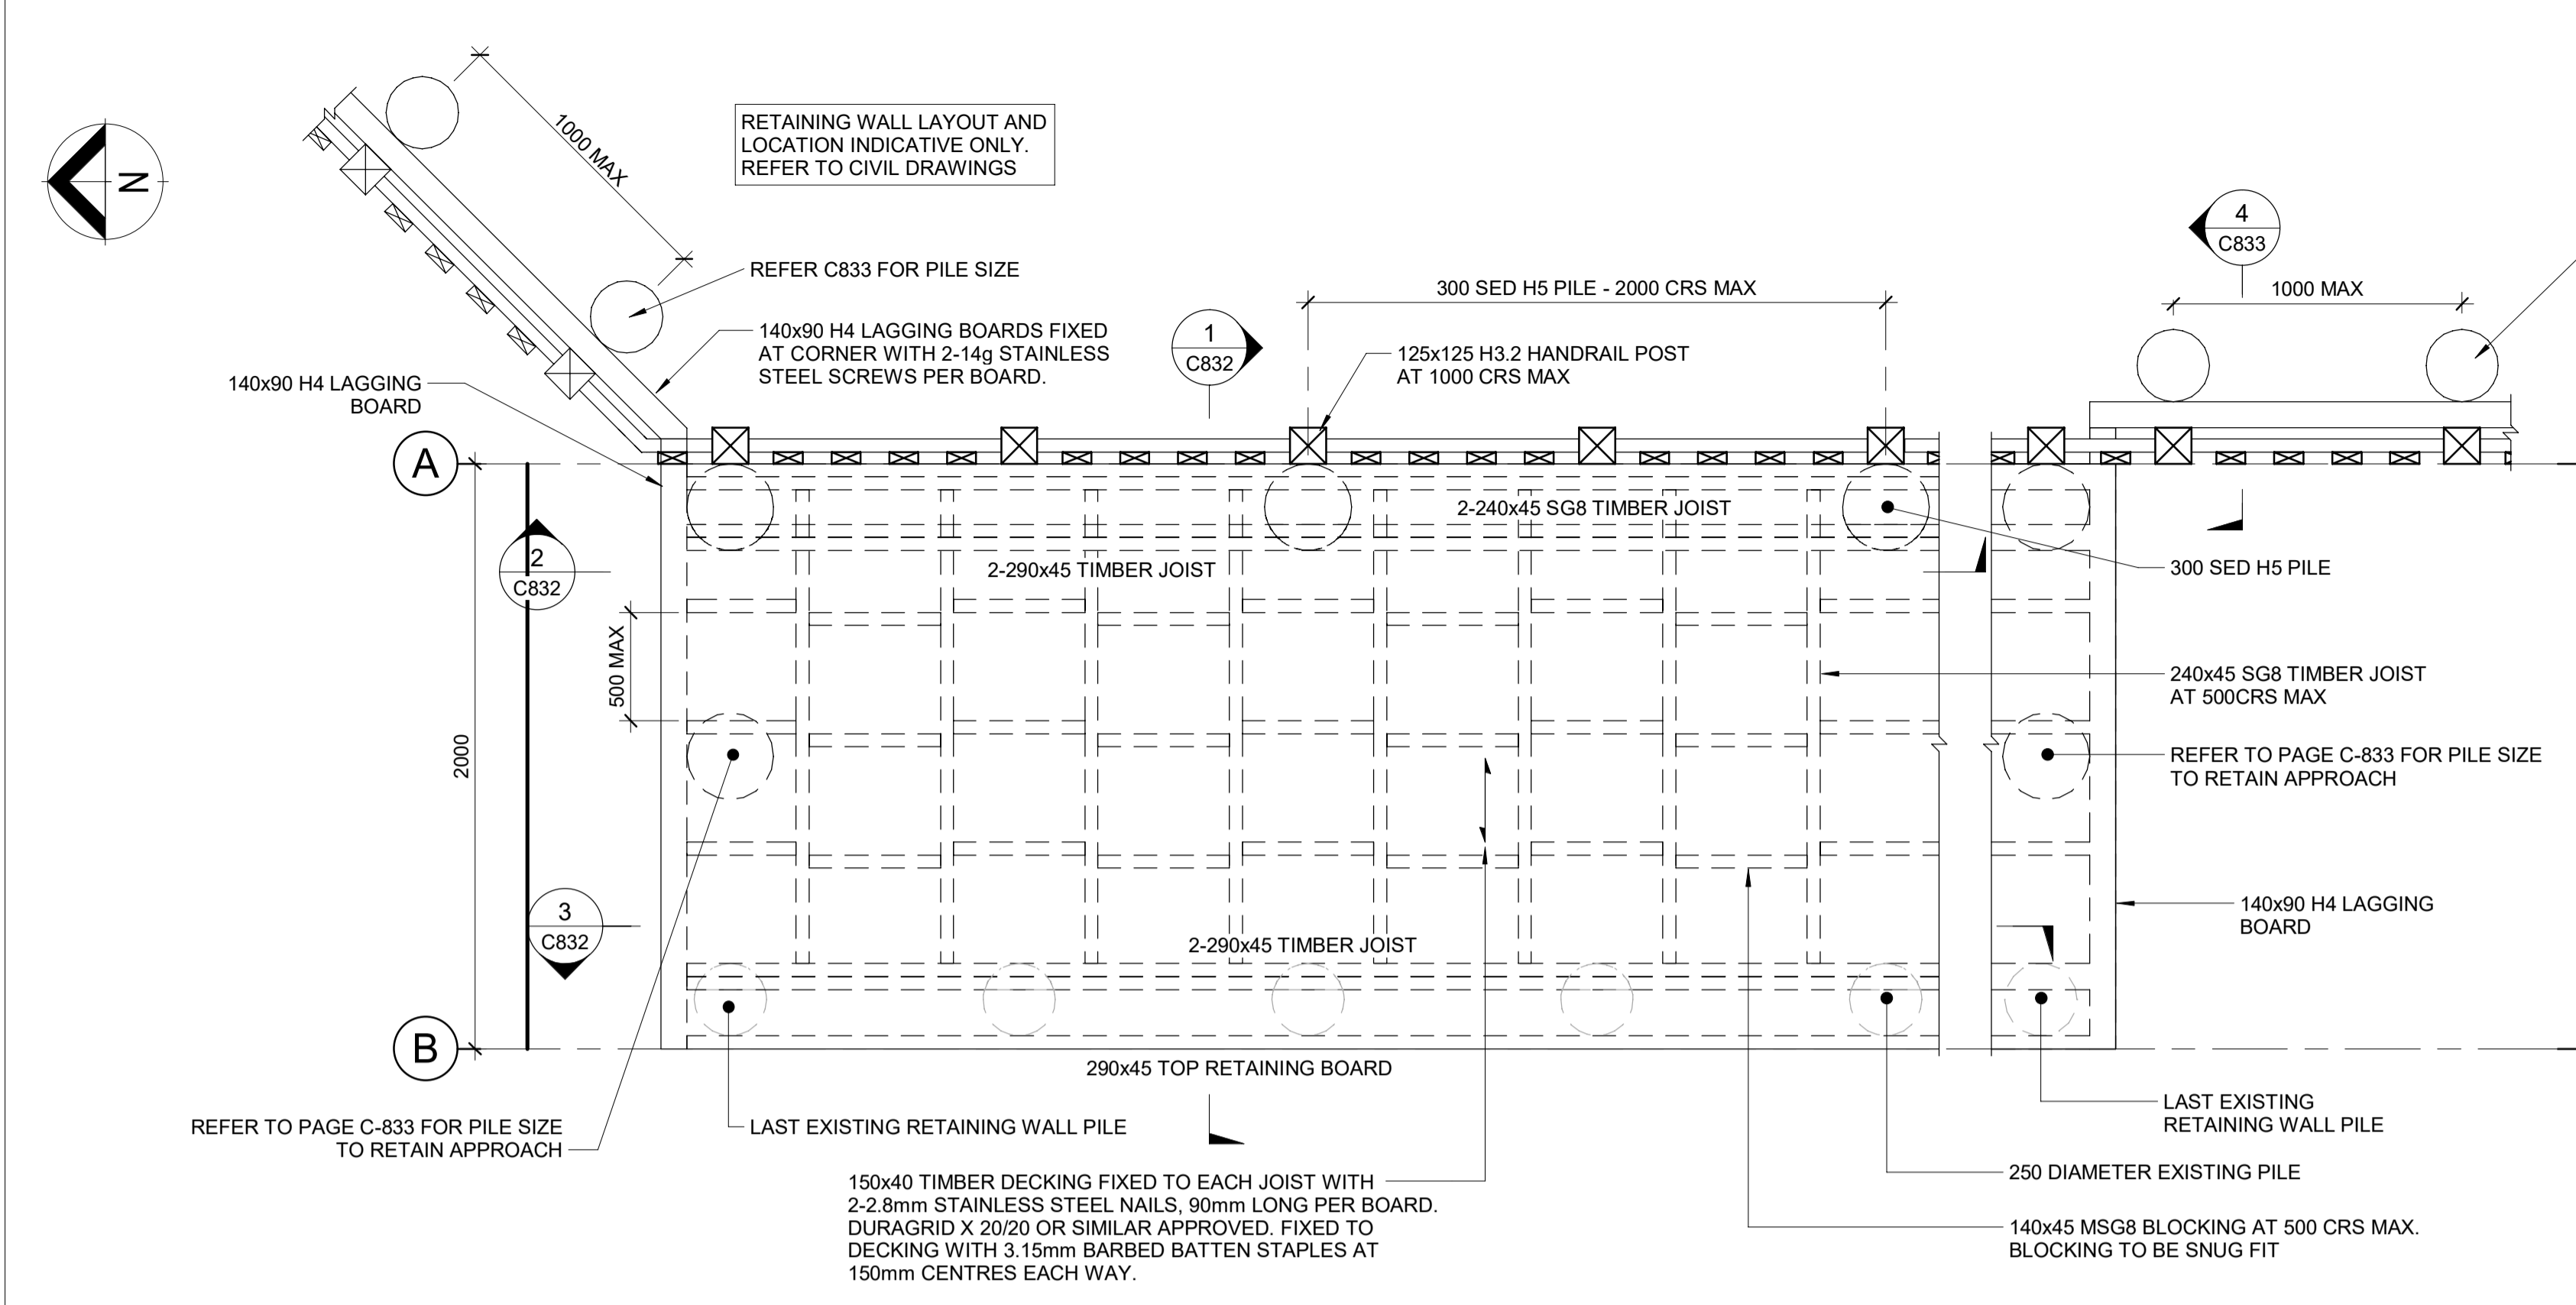 1000 MAX
RETAINING WALL LAYOUT AND
LOCATION INDICATIVE ONLY.
REFER TO CIVIL DRAWINGS
N
4
C833
REFER C833 FOR PILE SIZE
300 SED H5 PILE - 2000 CRS MAX
1000 MAX
140x90 H4 LAGGING BOARDS FIXED
AT CORNER WITH 2-14g STAINLESS
STEEL SCREWS PER BOARD.
1
C832
125x125 H3.2 HANDRAIL POST
AT 1000 CRS MAX
140x90 H4 LAGGING
BOARD
A
2-240x45 SG8 TIMBER JOIST
2
C832
2-290x45 TIMBER JOIST
300 SED H5 PILE
500 MAX
240x45 SG8 TIMBER JOIST
AT 500CRS MAX
2000
REFER TO PAGE C-833 FOR PILE SIZE
TO RETAIN APPROACH
3
C832
140x90 H4 LAGGING
BOARD
2-290x45 TIMBER JOIST
B
290x45 TOP RETAINING BOARD
REFER TO PAGE C-833 FOR PILE SIZE
TO RETAIN APPROACH
LAST EXISTING RETAINING WALL PILE
LAST EXISTING
RETAINING WALL PILE
250 DIAMETER EXISTING PILE
150x40 TIMBER DECKING FIXED TO EACH JOIST WITH
2-2.8mm STAINLESS STEEL NAILS, 90mm LONG PER BOARD.
DURAGRID X 20/20 OR SIMILAR APPROVED. FIXED TO
DECKING WITH 3.15mm BARBED BATTEN STAPLES AT
150mm CENTRES EACH WAY.
140x45 MSG8 BLOCKING AT 500 CRS MAX.
BLOCKING TO BE SNUG FIT